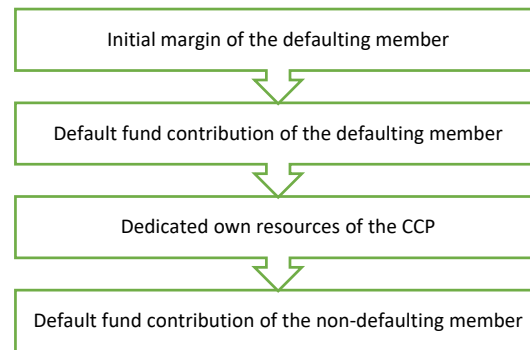 Initial margin of the defaulting member
Default fund contribution of the defaulting member
Dedicated own resources of the CCP
Default fund contribution of the non-defaulting member